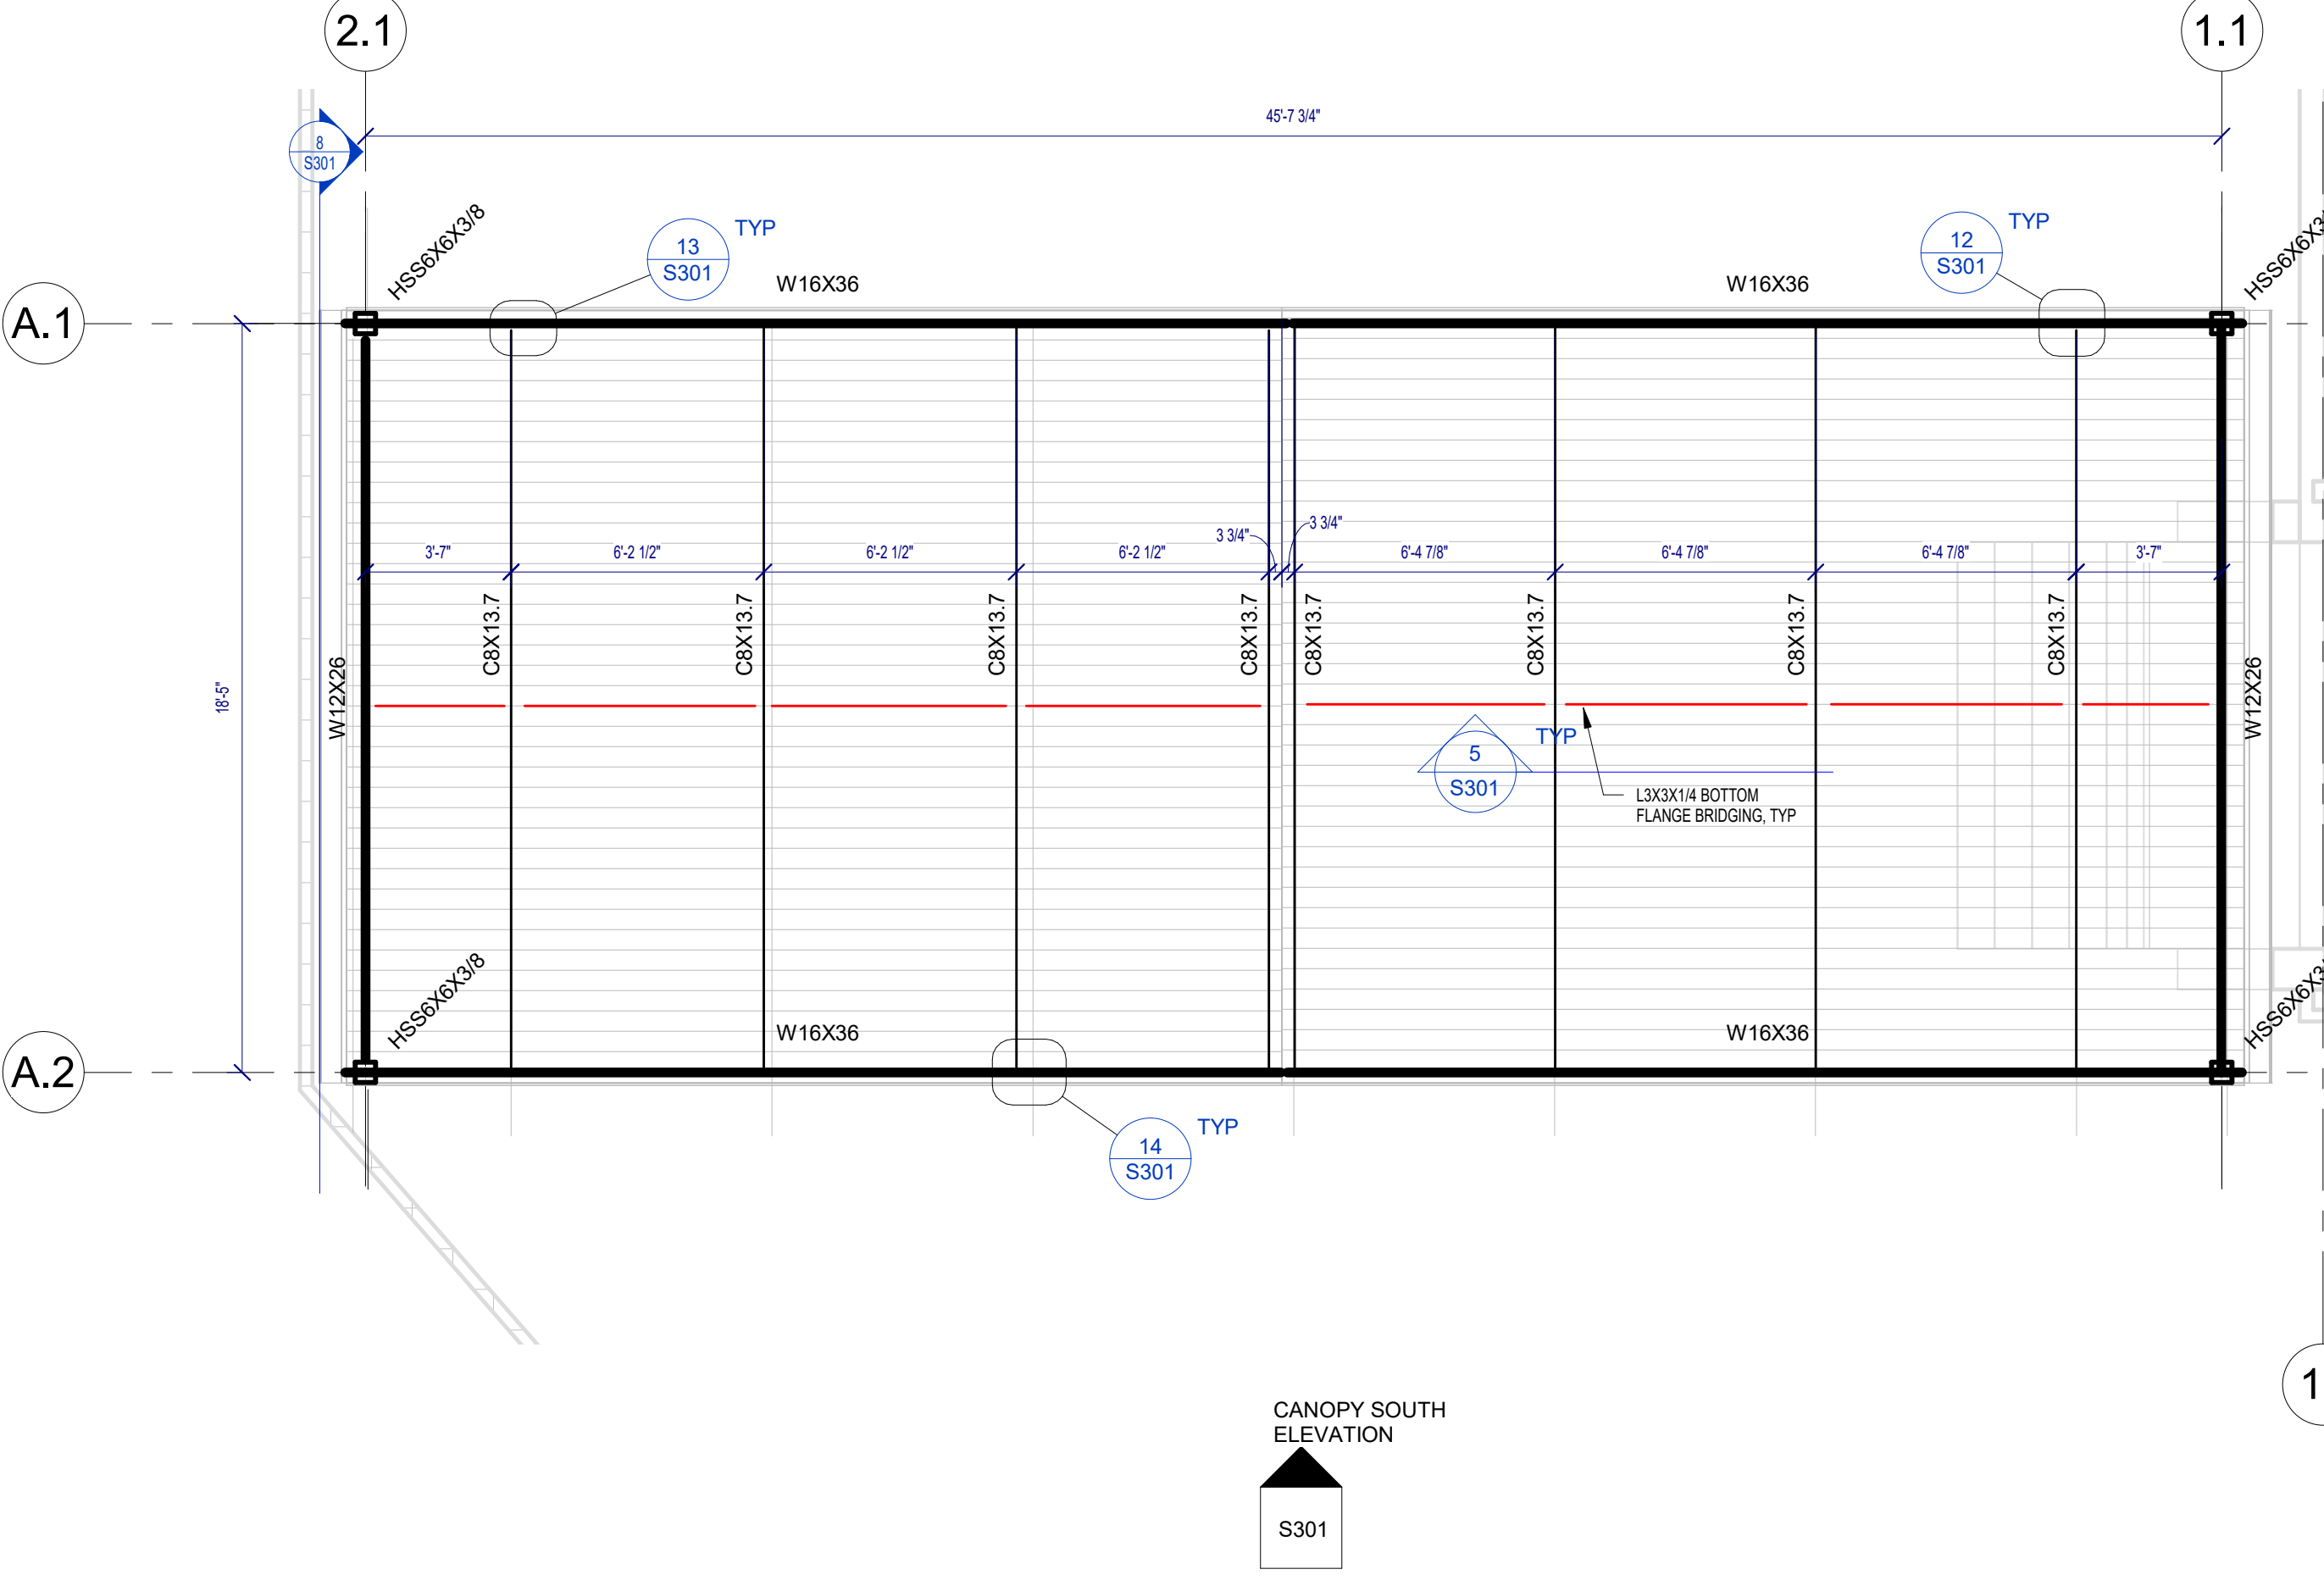 2.1
1.1
45'-7 3/4"
8
S301
HSS6X6X3/8
13
S301
TYP
W16X36
W16X36
12
S301
TYP
HSS6X6X3/
A.1
3'-7"
6'-2 1/2"
6'-2 1/2"
6'-2 1/2"
3 3/4"
3 3/4"
6'-4 7/8"
6'-4 7/8"
6'-4 7/8"
3'-7"
C8X13.7
C8X13.7
C8X13.7
C8X13.7
C8X13.7
C8X13.7
C8X13.7
C8X13.7
18'-5"
W12X26
W12X26
5
S301
TYP
L3X3X1/4 BOTTOM
FLANGE BRIDGING, TYP
HSS6X6X3/8
W16X36
W16X36
HSS6X6X3/
A.2
14
S301
TYP
1
CANOPY SOUTH
ELEVATION
S301